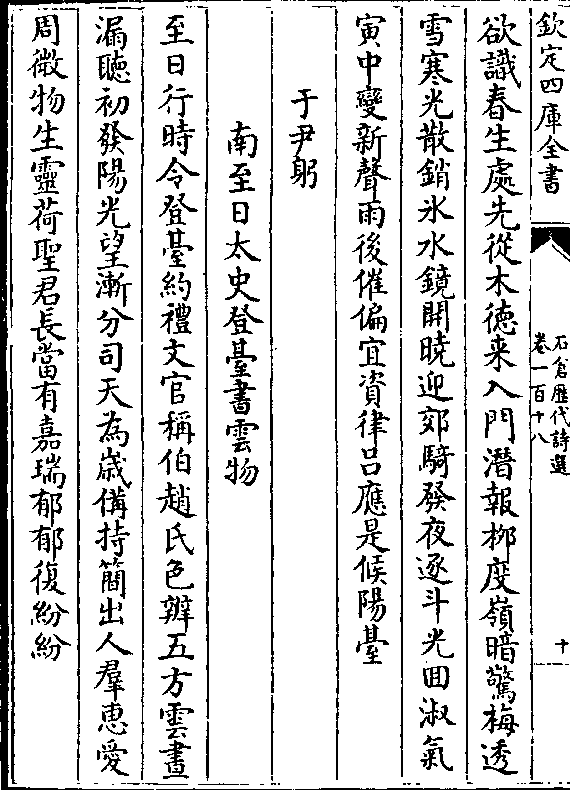 欽定四庫全書
石倉歷代詩選
卷一百十八
十
欲識春生處先從木德来入門潛報柳度嶺暗驚梅透
雪寒光散銷氷水鏡開曉迎郊騎發夜逐斗光囬淑氣
寅中變新聲雨後催偏宜資律吕應是候陽臺
于尹躬
南至日太史登臺書雲物
至日行時令登臺約禮文官稱伯趙氏色辨五方雲晝
漏聽初發陽光望漸分司天為歲備持簡出人羣惠愛
周微物生靈荷聖君長當有嘉瑞郁郁復紛紛